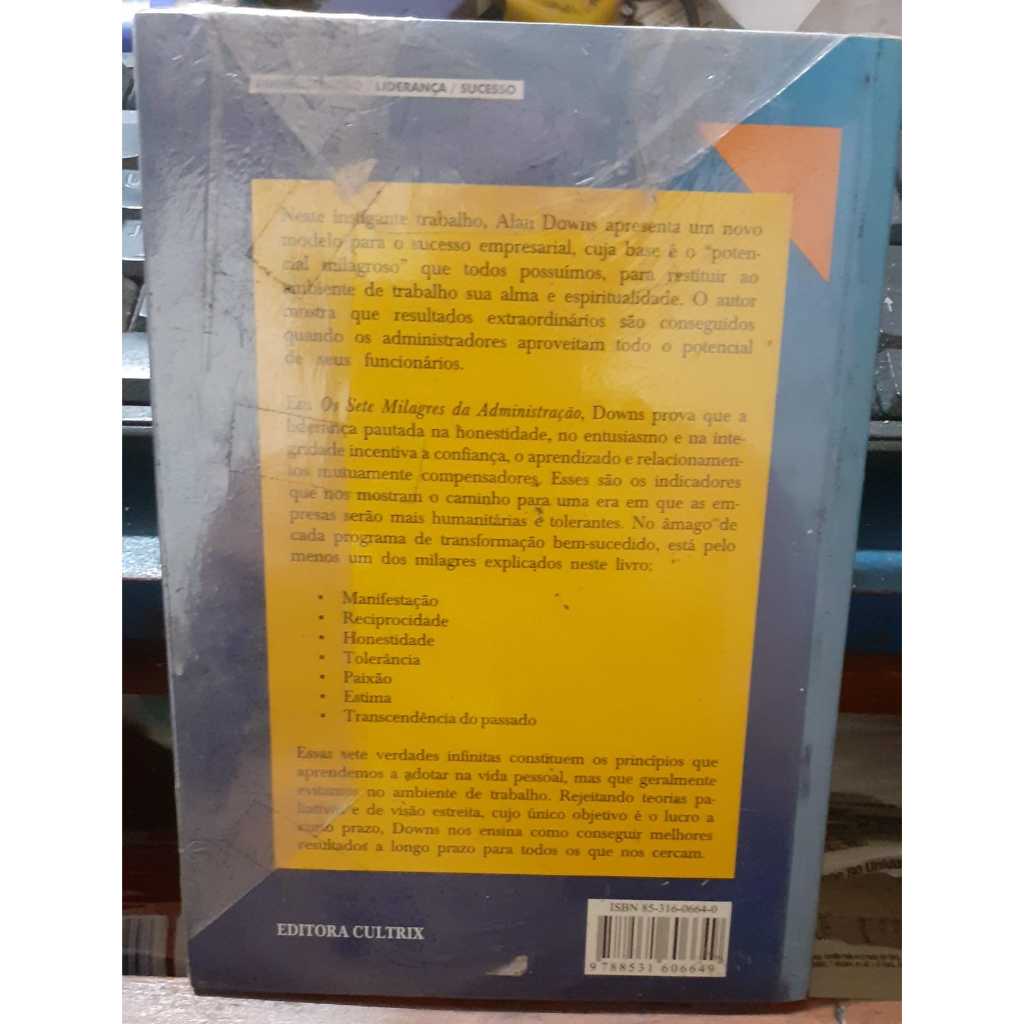 / LIDERANÇA / SUCESSO
Neste instigante trabalho, Alan Downs apresenta um novo
modelo para o sucesso empresarial, cuja base é o “poten-
cial milagroso” que todos possuímos, para restituir ao
ambiente de trabalho sua alma e espiritualidade. O autor
mostra que resultados extraordinários são conseguidos
quando os administradores aproveitam todo o potencial
de seus funcionários.
Em Os Sete Milagres da Administração, Downs prova que a
liderança pautada na honestidade, no entusiasmo e na inte-
gridade incentiva a confiança, o aprendizado e relacionamen-
tos mutuamente compensadores. Esses são os indicadores
que nos mostram o caminho para uma era em que as em-
presas serão mais humanitárias e tolerantes. No âmago de
cada programa de transformação bem-sucedido, está pelo
menos um dos milagres explicados neste livro:
• Manifestação
• Reciprocidade
• Honestidade
• Tolerância
• Paixão
• Estima
• Transcendência do passado
Essas sete verdades infinitas constituem os princípios que
aprendemos a adotar na vida pessoal, mas que geralmente
evitamos no ambiente de trabalho. Rejeitando teorias pa-
liativas e de visão estreita, cujo único objetivo é o lucro a
curto prazo, Downs nos ensina como conseguir melhores
resultados a longo prazo para todos os que nos cercam.
ISBN 85-316-0664-0
EDITORA CULTRIX
9 788531 606649